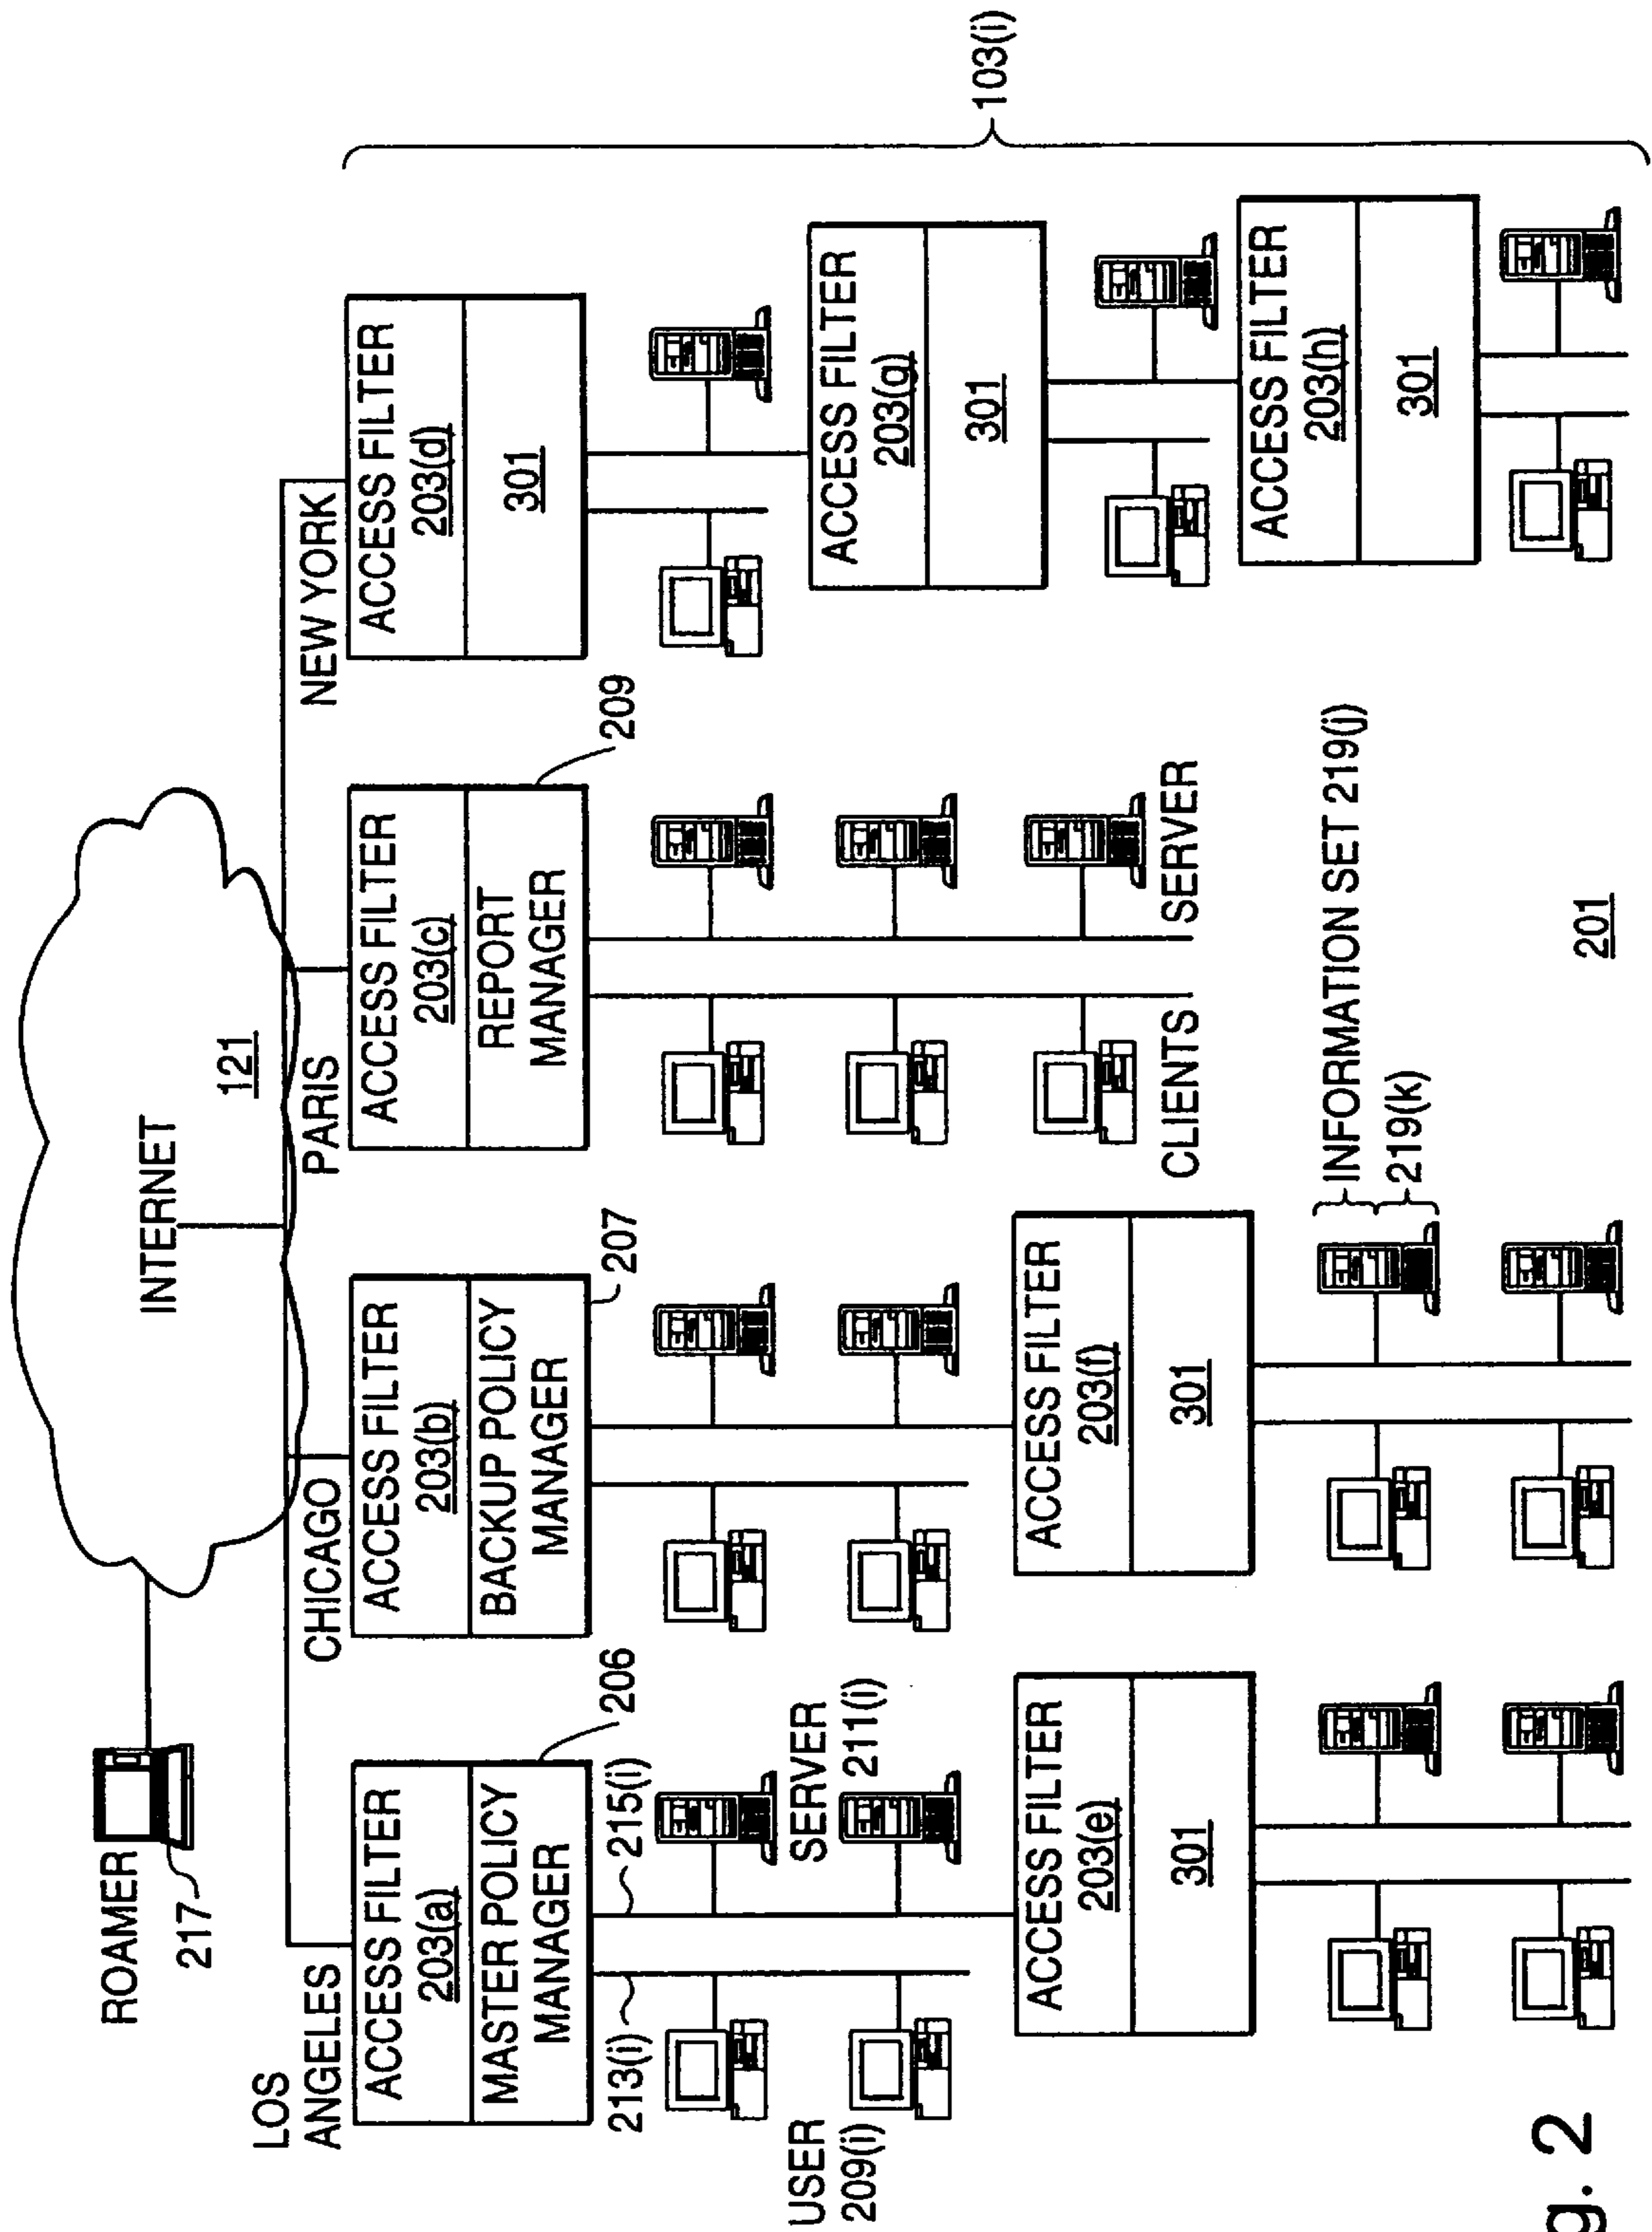 ROAMER
217
INTERNET
121
LOS
ANGELES
CHICAGO
PARIS
NEW YORK
ACCESS FILTER
203(a)
MASTER POLICY
MANAGER
206
ACCESS FILTER
203(b)
BACKUP POLICY
MANAGER
207
ACCESS FILTER
203(c)
REPORT
MANAGER
209
ACCESS FILTER
203(d)
301
213(i)
215(i)
USER
209(i)
SERVER
211(i)
ACCESS FILTER
203(g)
301
103(i)
ACCESS FILTER
203(e)
301
ACCESS FILTER
203(f)
301
CLIENTS
SERVER
ACCESS FILTER
203(h)
301
INFORMATION SET 219(j)
219(k)
201
g. 2